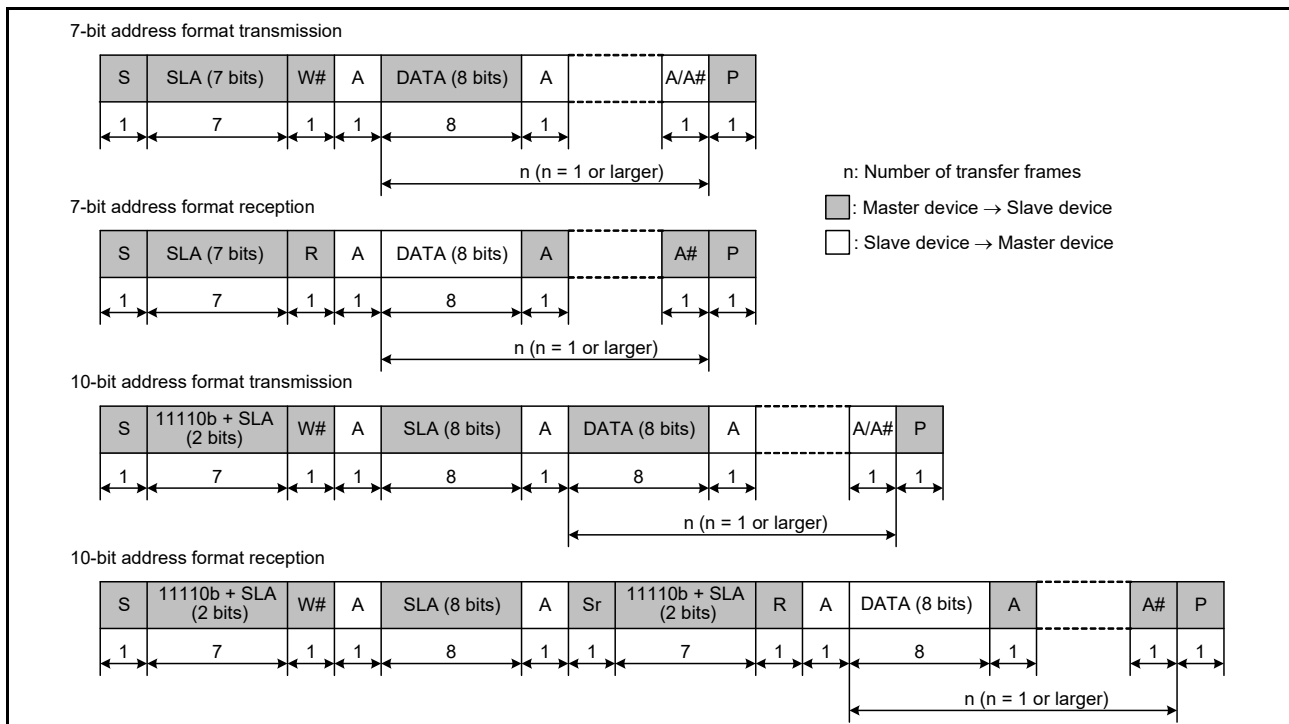 7-bit address format transmission
S SLA (7 bits) W# A DATA (8 bits) A A/A# P
1 7 1 1 8 1 1 1
n (n = 1 or larger)
n: Number of transfer frames
: Master device → Slave device
: Slave device → Master device
7-bit address format reception
S SLA (7 bits) R A DATA (8 bits) A A# P
1 7 1 1 8 1 1 1
n (n = 1 or larger)
10-bit address format transmission
S 11110b + SLA (2 bits) W# A SLA (8 bits) A DATA (8 bits) A A/A# P
1 7 1 1 8 1 8 1 1 1
n (n = 1 or larger)
10-bit address format reception
S 11110b + SLA (2 bits) W# A SLA (8 bits) A Sr 11110b + SLA (2 bits) R A DATA (8 bits) A A# P
1 7 1 1 8 1 1 7 1 1 8 1 1 1
n (n = 1 or larger)